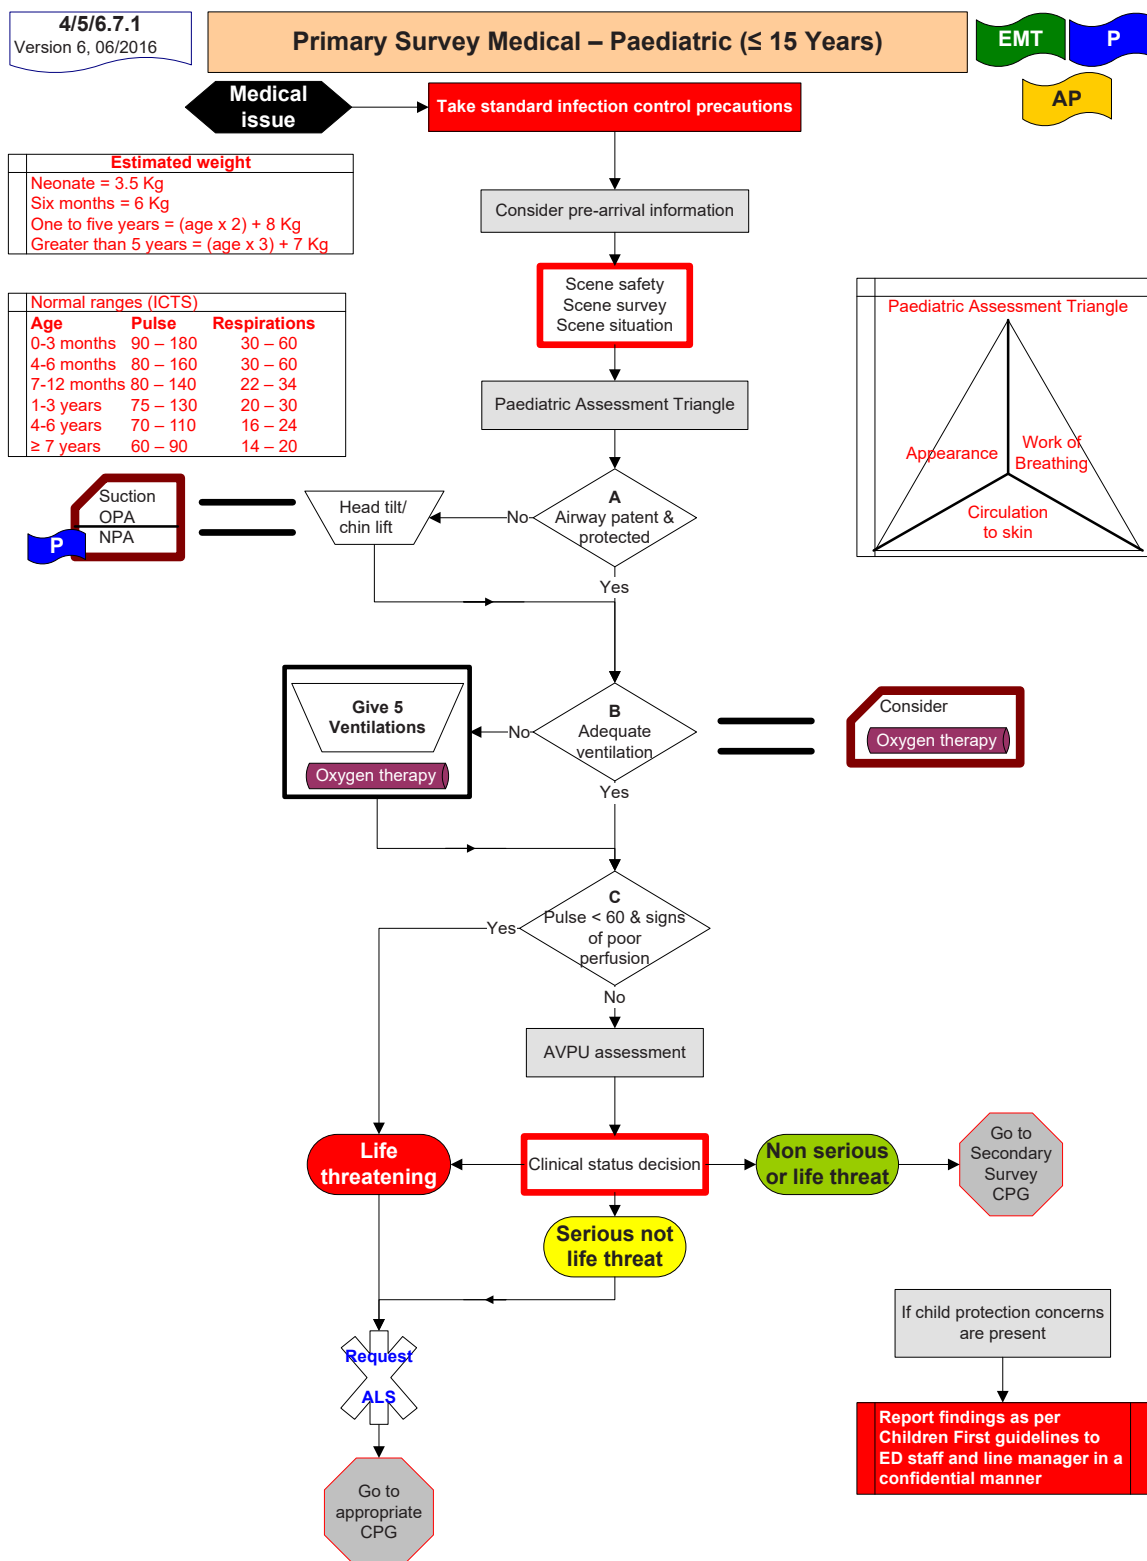 4/5/6.7.1
Version 6, 06/2016
Primary Survey Medical – Paediatric (≤ 15 Years)
EMT
P
AP
Medical
issue
Take standard infection control precautions
Estimated weight
Neonate = 3.5 Kg
Six months = 6 Kg
One to five years = (age x 2) + 8 Kg
Greater than 5 years = (age x 3) + 7 Kg
Consider pre-arrival information
Scene safety
Scene survey
Scene situation
Normal ranges (ICTS)
Age Pulse Respirations
0-3 months 90 – 180 30 – 60
4-6 months 80 – 160 30 – 60
7-12 months 80 – 140 22 – 34
1-3 years 75 – 130 20 – 30
4-6 years 70 – 110 16 – 24
≥ 7 years 60 – 90 14 – 20
Paediatric Assessment Triangle
Appearance
Work of
Breathing
Circulation
to skin
Paediatric Assessment Triangle
A
Airway patent &
protected
No
Head tilt/
chin lift
Suction
OPA
NPA
P
Yes
B
Adequate
ventilation
No
Give 5
Ventilations
Oxygen therapy
Consider
Oxygen therapy
Yes
C
Pulse < 60 & signs
of poor
perfusion
Yes
No
AVPU assessment
Life
threatening
Clinical status decision
Non serious
or life threat
Go to
Secondary
Survey
CPG
Serious not
life threat
Request
ALS
Go to
appropriate
CPG
If child protection concerns
are present
Report findings as per
Children First guidelines to
ED staff and line manager in a
confidential manner